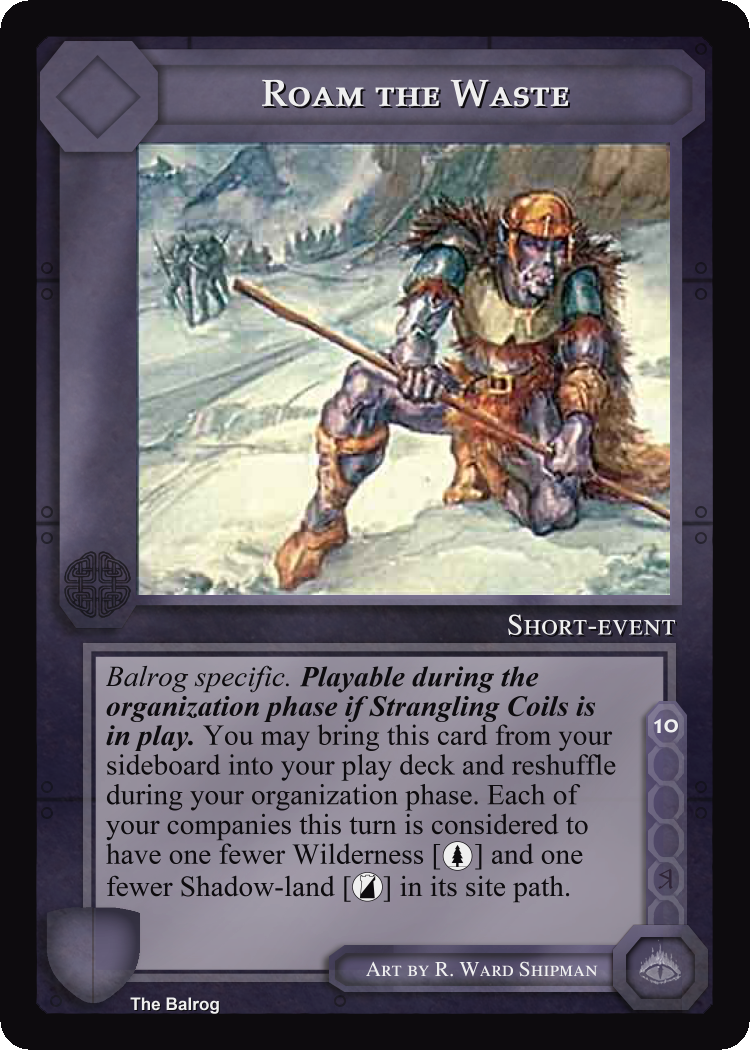 Roam the Waste
Short-event
Balrog specific. Playable during the
organization phase if Strangling Coils is
in play. You may bring this card from your
sideboard into your play deck and reshuffle
during your organization phase. Each of
your companies this turn is considered to
have one fewer Wilderness [ ] and one
fewer Shadow-land [ ] in its site path.
10
Art by R. Ward Shipman
The Balrog